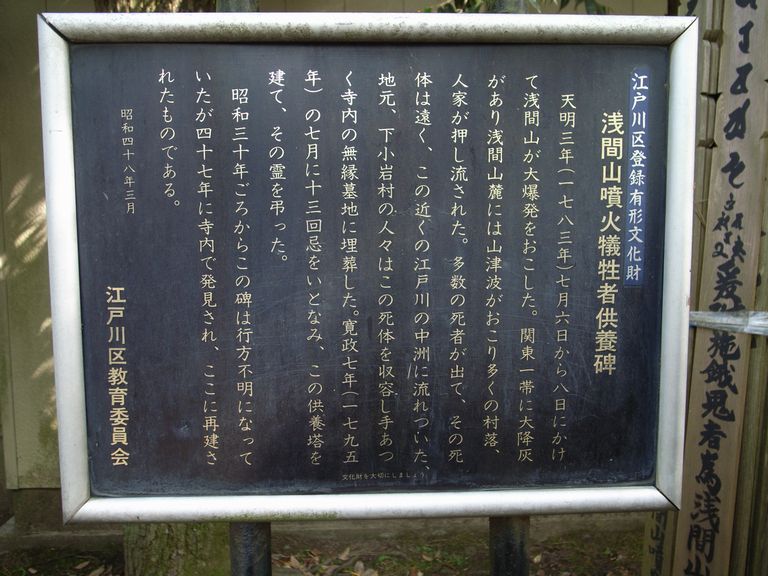 江戸川区登録有形文化財
浅間山噴火犠牲者供養碑
天明三年(一七八三年)七月六日から八日にかけ
て浅間山が大爆発をおこした。関東一帯に大降灰
があり浅間山麓には山津波がおこり多くの村落、
人家が押し流された。多数の死者が出て、その死
体は遠く、この近くの江戸川の中洲に流れついた、
地元、下小岩村の人々はこの死体を収容し手あつ
く寺内の無縁墓地に埋葬した。寛政七年(一七九五
年)の七月に十三回忌をいとなみ、この供養塔を
建て、その霊を弔った。
昭和三十年ごろからこの碑は行方不明になって
いたが四十七年に寺内で発見され、ここに再建さ
れたものである。
昭和四十八年三月
江戸川区教育委員会
文化財を大切にしましょう
施餓鬼者為浅間山